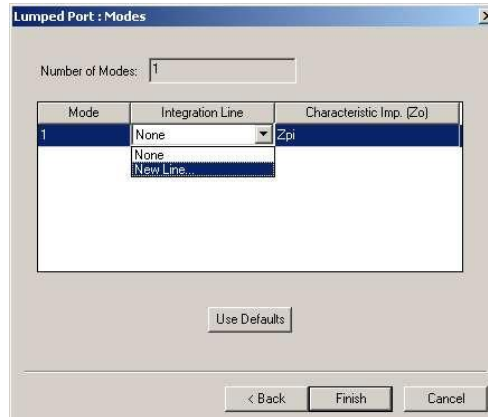 Lumped Port : Modes
Number of Modes: 1
Mode Integration Line Characteristic Imp. (Zo)
1 None Zpi
None
New Line...
Use Defaults
< Back Finish Cancel